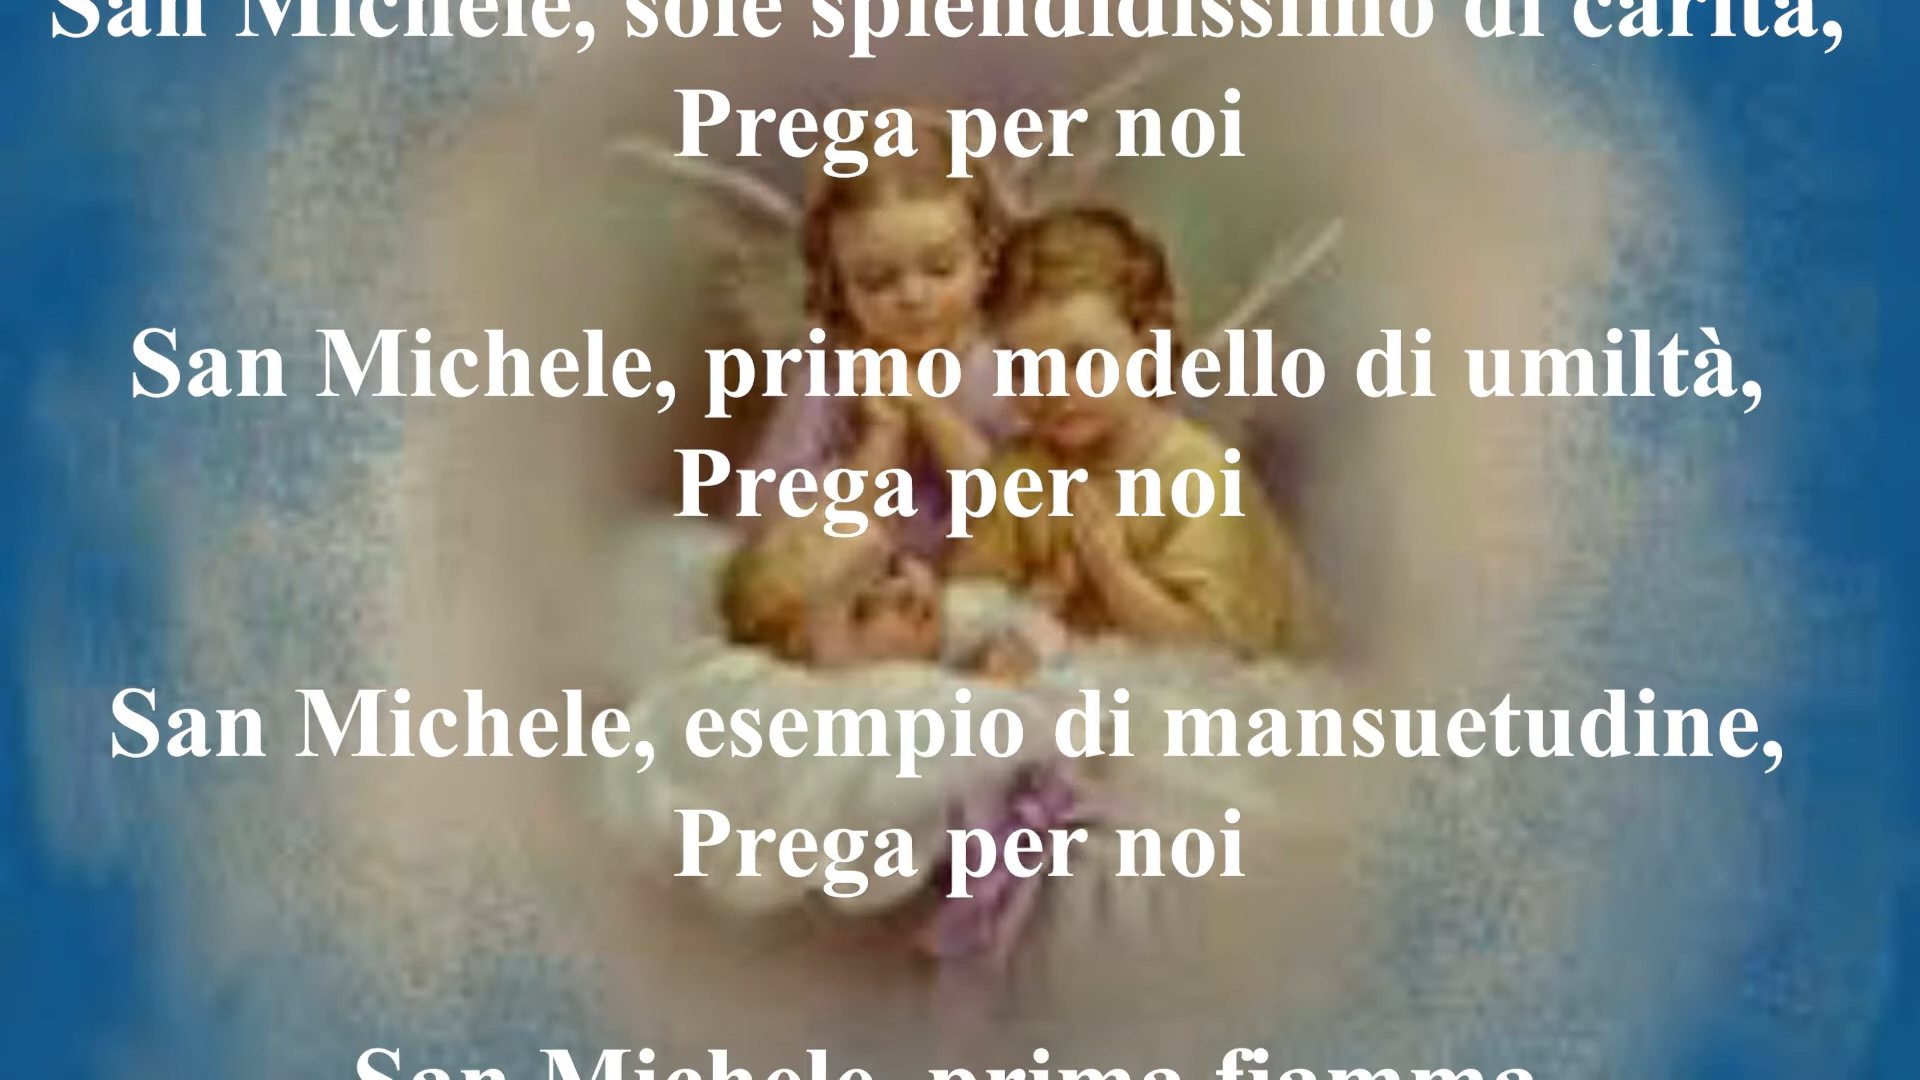 San Michele, sole splendidissimo di carità,
Prega per noi
San Michele, primo modello di umiltà,
Prega per noi
San Michele, esempio di mansuetudine,
Prega per noi
San Michele, prima fiamma